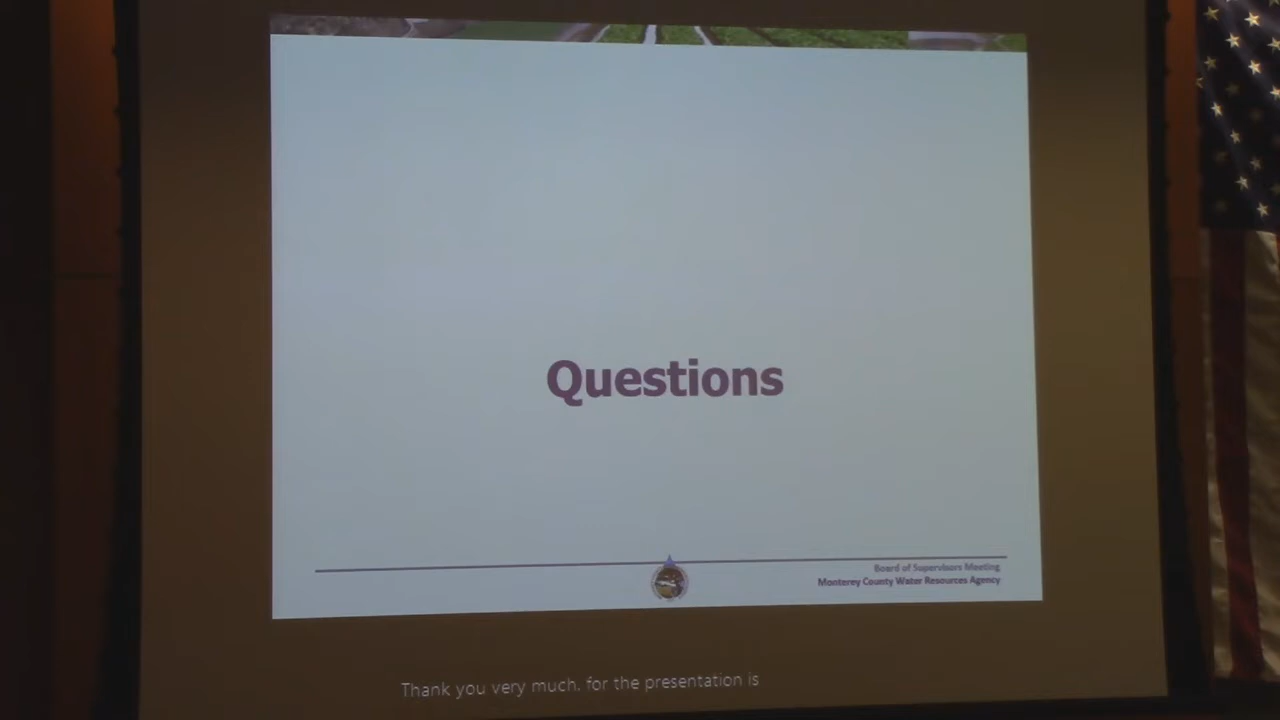 Questions
Board of Supervisors Meeting
Monterey County Water Resources Agency
Thank you very much. for the presentation is